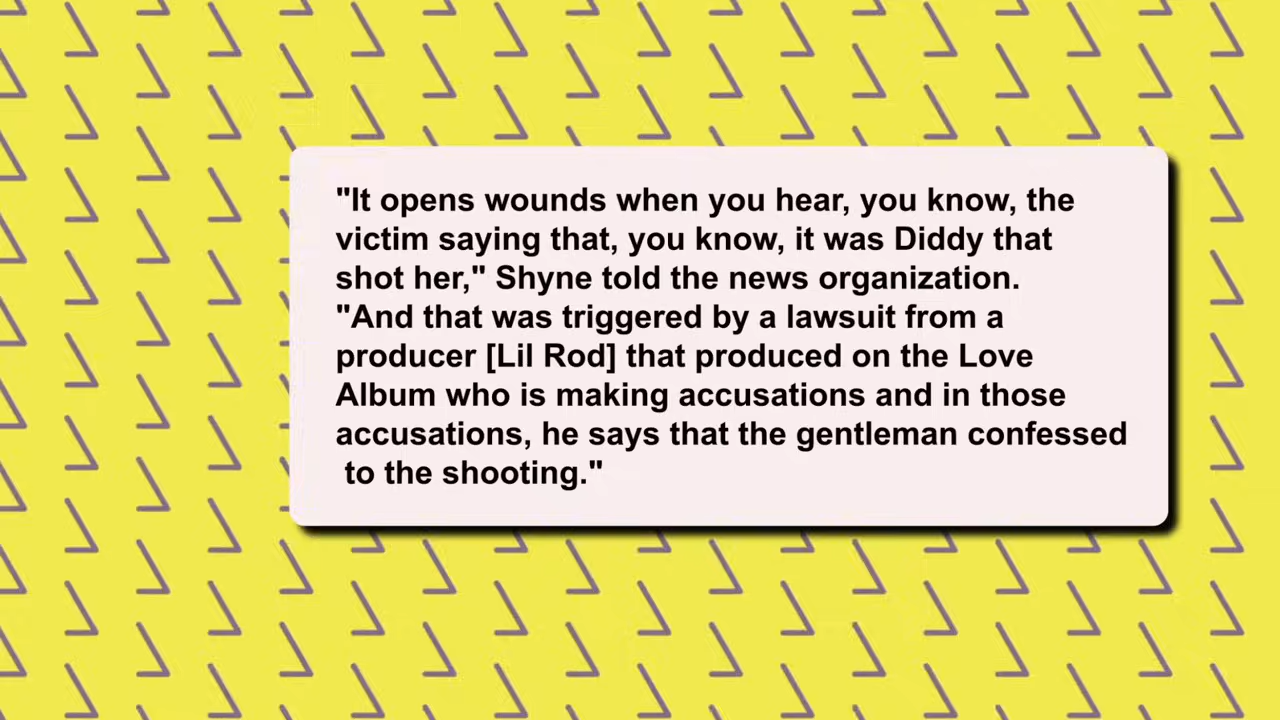 "It opens wounds when you hear, you know, the
victim saying that, you know, it was Diddy that
shot her," Shyne told the news organization.
"And that was triggered by a lawsuit from a
producer [Lil Rod] that produced on the Love
Album who is making accusations and in those
accusations, he says that the gentleman confessed
to the shooting."